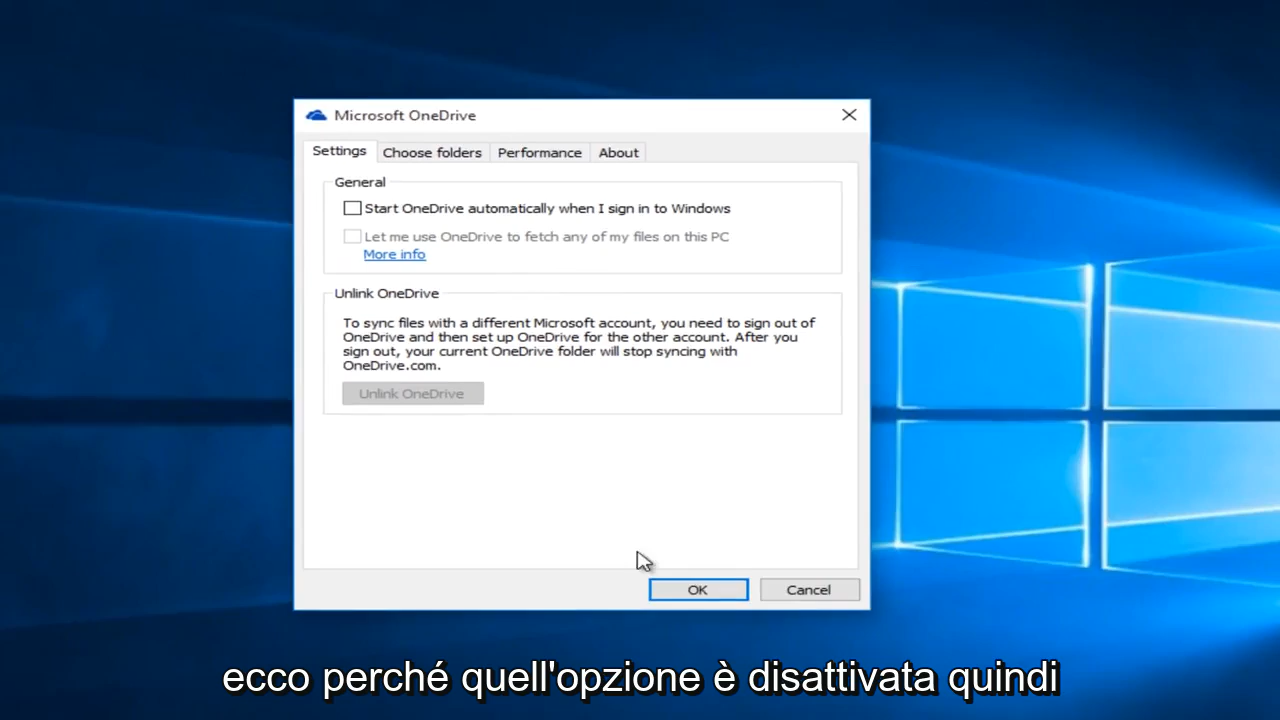 Microsoft OneDrive
Settings
Choose folders
Performance
About
General
Start OneDrive automatically when I sign in to Windows
Let me use OneDrive to fetch any of my files on this PC
More info
Unlink OneDrive
To sync files with a different Microsoft account, you need to sign out of
OneDrive and then set up OneDrive for the other account. After you
sign out, your current OneDrive folder will stop syncing with
OneDrive.com.
Unlink OneDrive
OK
Cancel
ecco perché quell'opzione è disattivata quindi